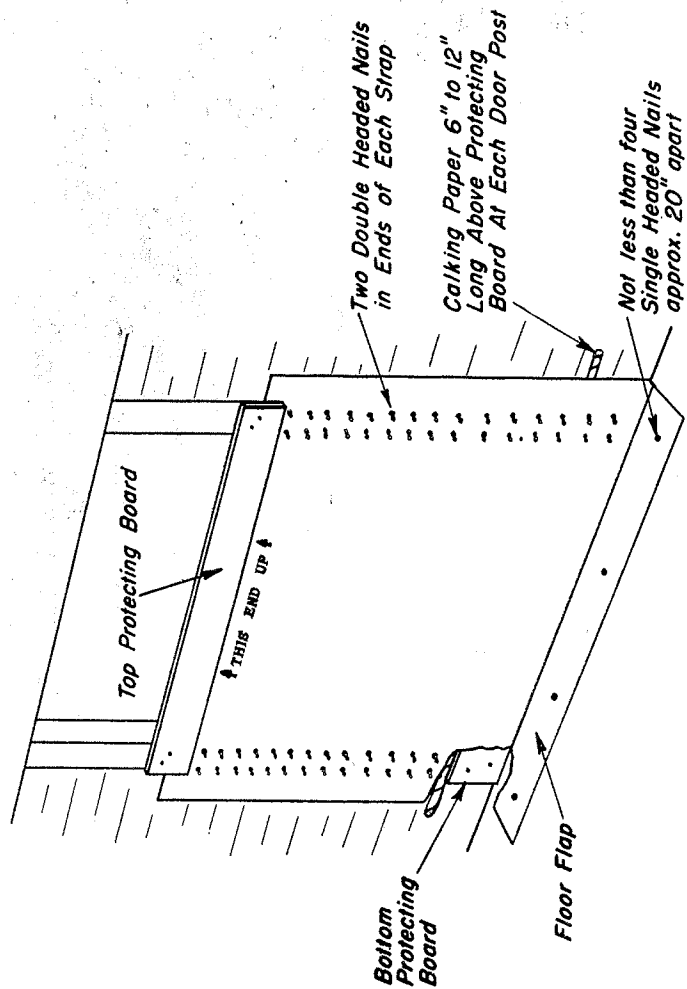 Top Protecting Board
THIS END UP
Two Double Headed Nails
in Ends of Each Strap
Calking Paper 6" to 12"
Long Above Protecting
Board At Each Door Post
Not less than four
Single Headed Nails
approx. 20" apart
Bottom
Protecting
Board
Floor Flap